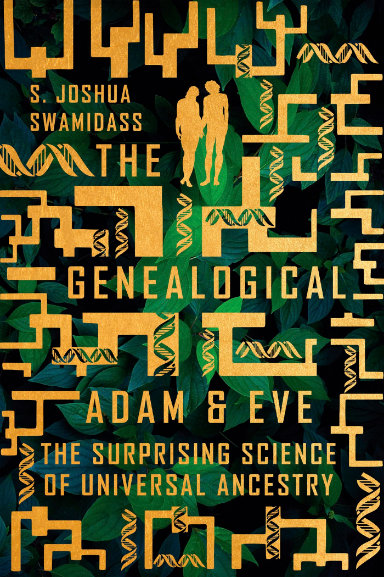 S. JOSHUA
SWAMIDASS
THE
GENEALOGICAL
ADAM & EVE
THE SURPRISING SCIENCE
OF UNIVERSAL ANCESTRY